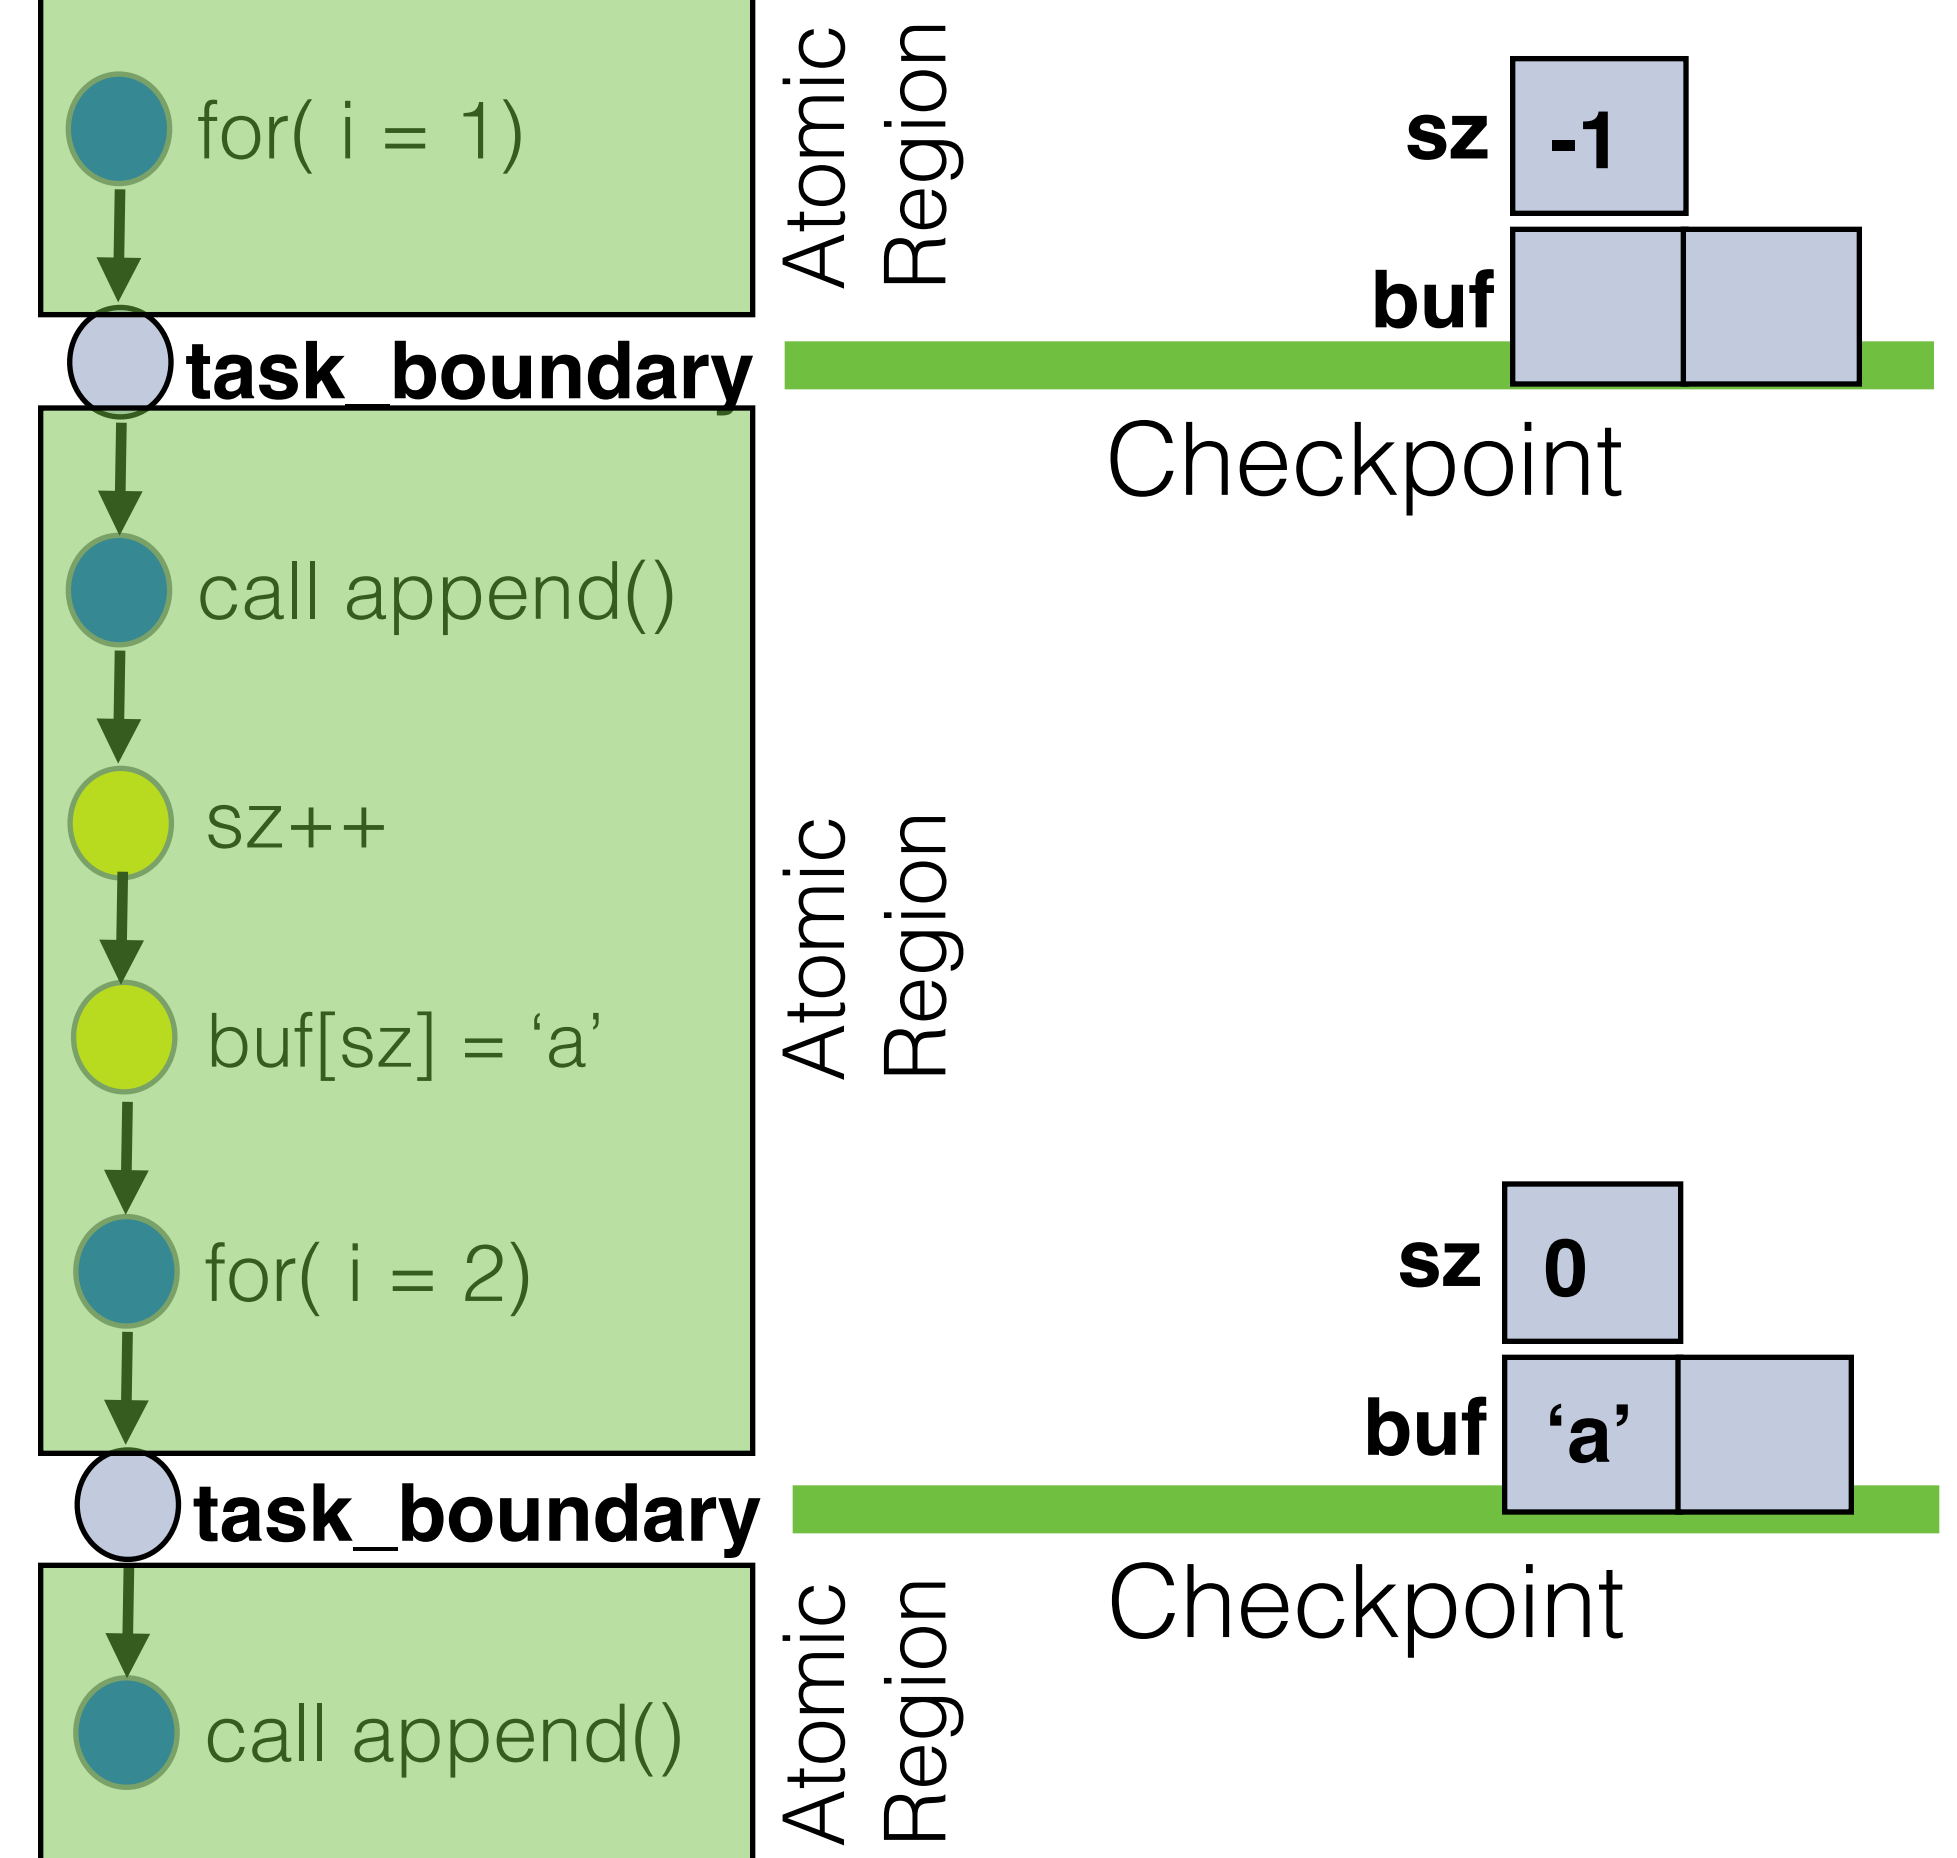 for( i = 1)
Atomic
Region
sz
-1
buf
task_boundary
Checkpoint
call append()
sz++
buf[sz] = ‘a’
Atomic
Region
for( i = 2)
sz
0
buf
‘a’
task_boundary
Checkpoint
call append()
Atomic
Region